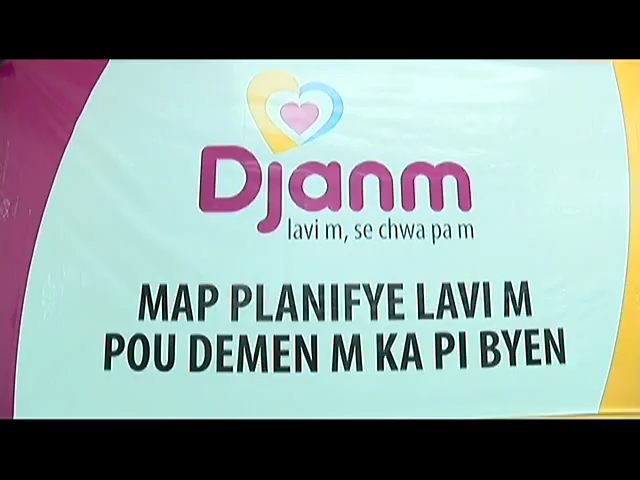 Djanm
lavi m, se chwa pa m
MAP PLANIFYE LAVI M
POU DEMEN M KA PI BYEN